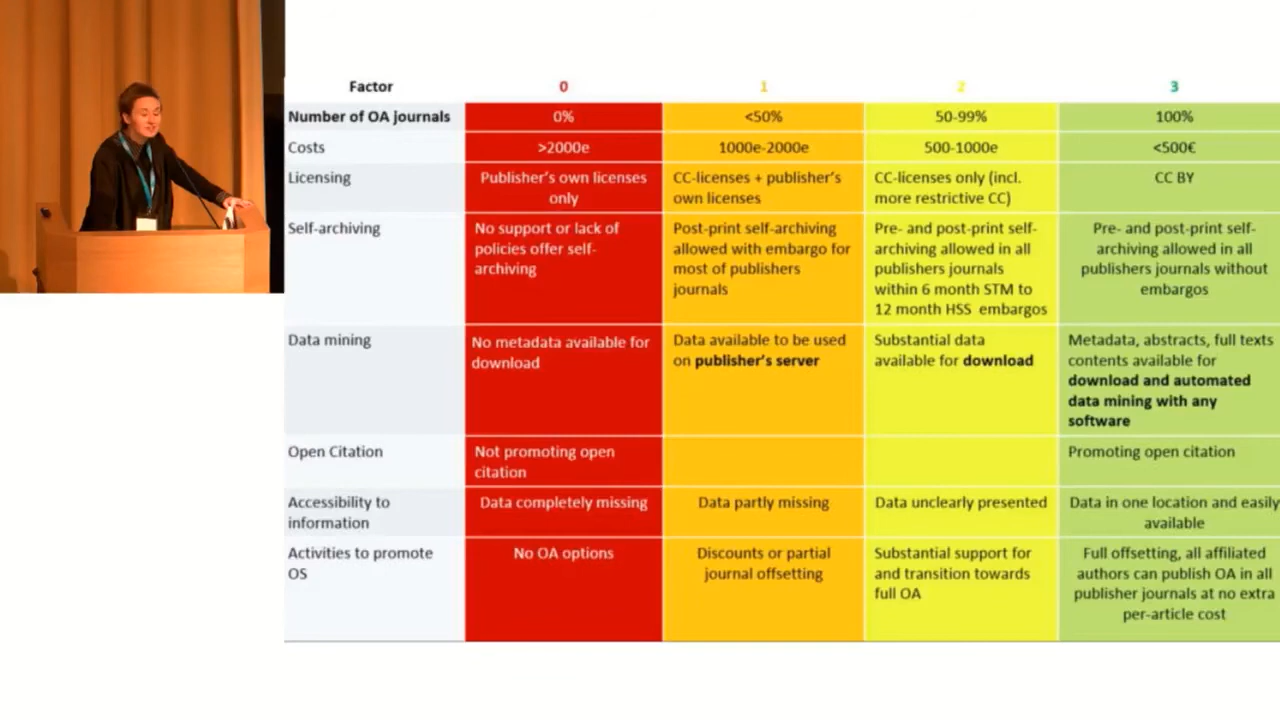 Factor 0 1 2 3
Number of OA journals 0% <50% 50-99% 100%
Costs >2000e 1000e-2000e 500-1000e <500€
Licensing
Publisher's own licenses
only
CC-licenses + publisher's
own licenses
CC-licenses only (incl.
more restrictive CC)
CC BY
Self-archiving
No support or lack of
policies offer self-
archiving
Post-print self-archiving
allowed with embargo for
most of publishers
journals
Pre- and post-print self-
archiving allowed in all
publishers journals
within 6 month STM to
12 month HSS embargos
Pre- and post-print self-
archiving allowed in all
publishers journals without
embargos
Data mining
No metadata available for
download
Data available to be used
on publisher's server
Substantial data
available for download
Metadata, abstracts, full texts
contents available for
download and automated
data mining with any
software
Open Citation
Not promoting open
citation
Promoting open citation
Accessibility to
information
Data completely missing
Data partly missing
Data unclearly presented
Data in one location and easily
available
Activities to promote
OS
No OA options
Discounts or partial
journal offsetting
Substantial support for
and transition towards
full OA
Full offsetting, all affiliated
authors can publish OA in all
publisher journals at no extra
per-article cost